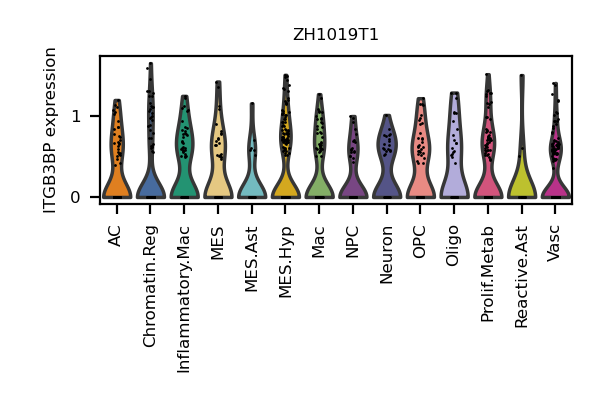 ZH1019T1
ITGB3BP expression
1
0
AC
Chromatin.Reg
Inflammatory.Mac
MES
MES.Ast
MES.Hyp
Mac
NPC
Neuron
OPC
Oligo
Prolif.Metab
Reactive.Ast
Vasc